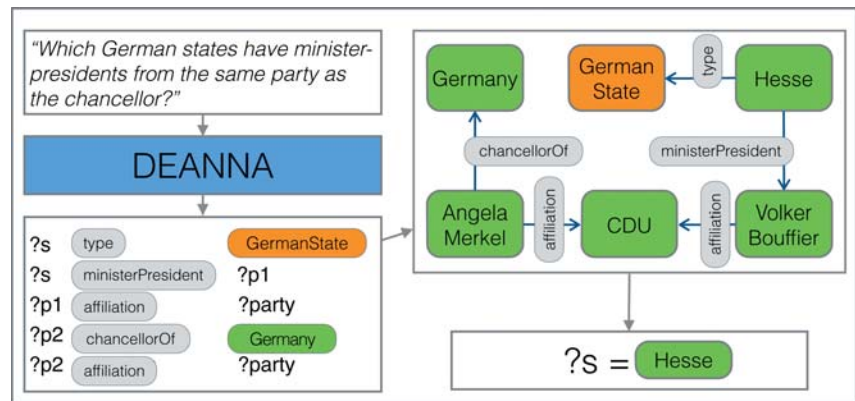 “Which German states have minister-
presidents from the same party as
the chancellor?”
DEANNA
?s type GermanState
?s ministerPresident ?p1
?p1 affiliation ?party
?p2 chancellorOf Germany
?p2 affiliation ?party
Germany
German
State
type
Hesse
chancellorOf
ministerPresident
Angela
Merkel
affiliation
CDU
affiliation
Volker
Bouffier
?s = Hesse